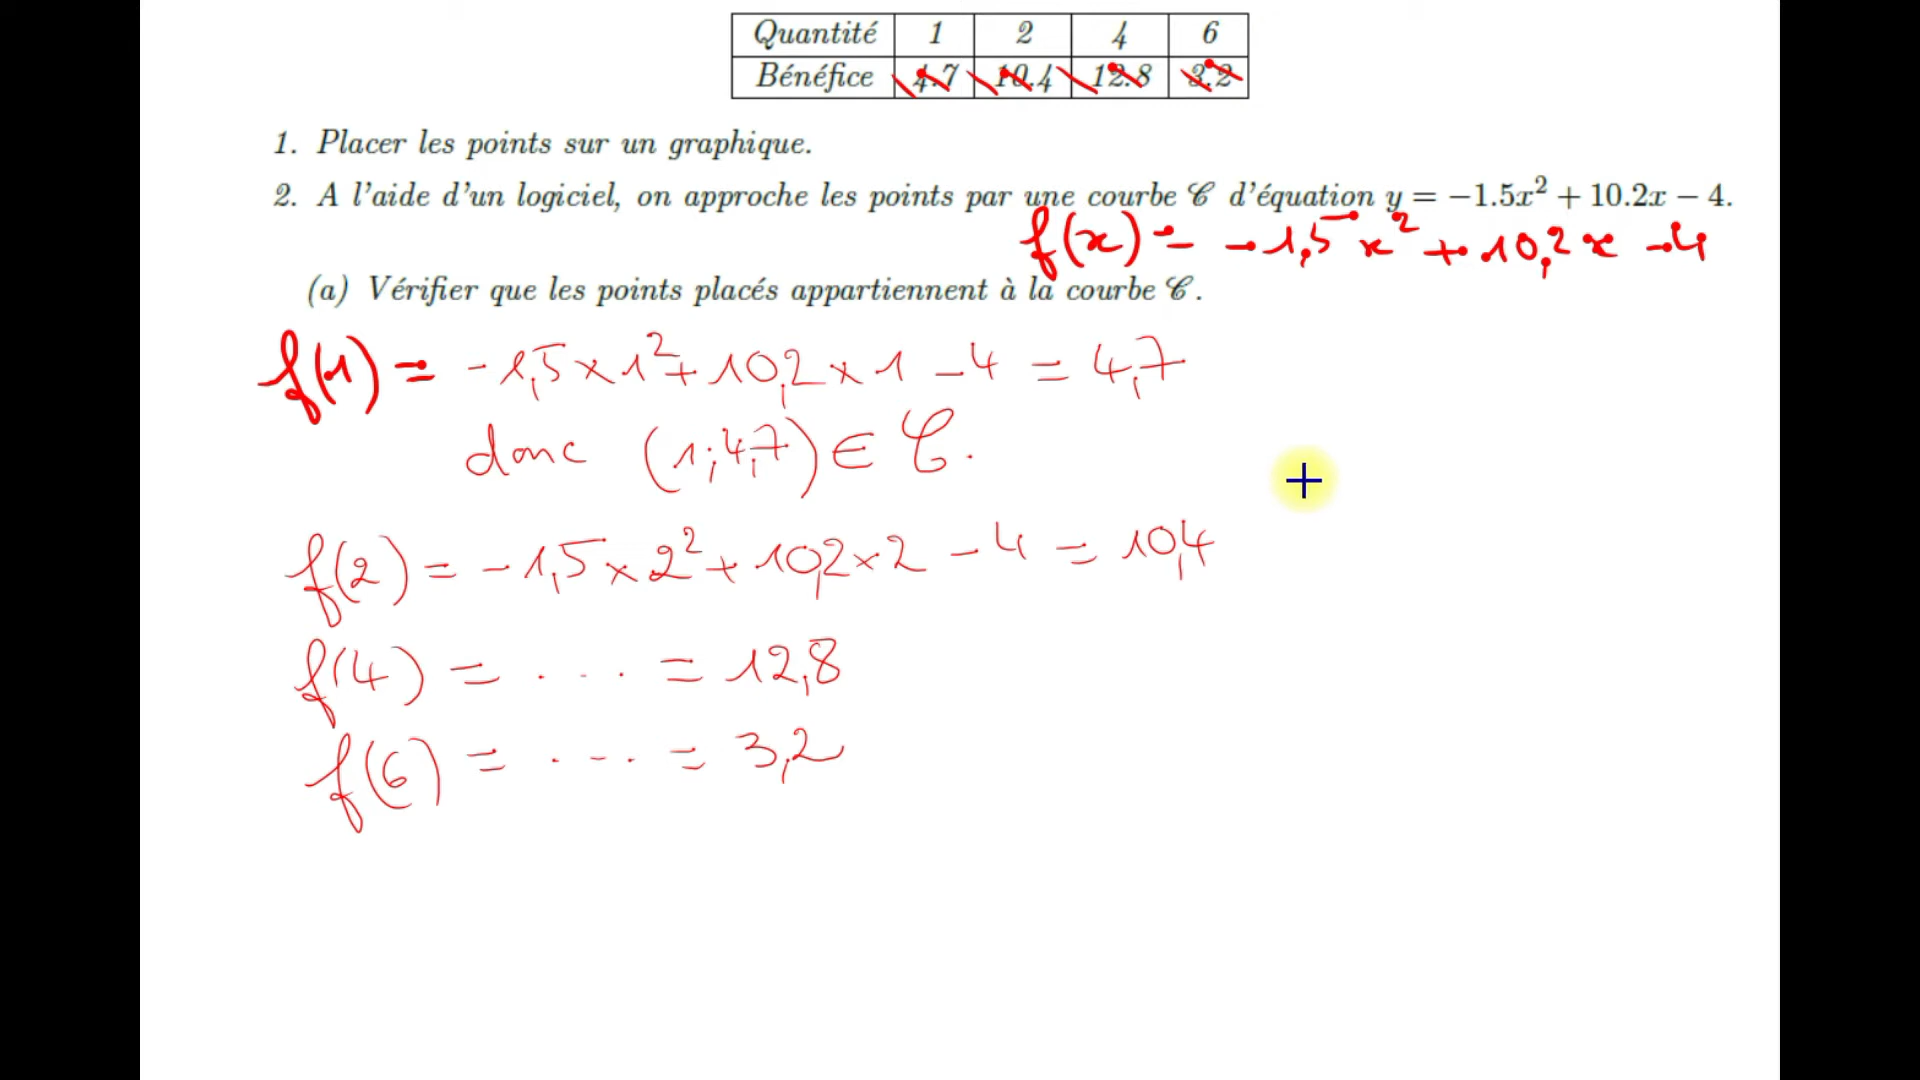 Quantité 1 2 4 6
Bénéfice 4.7 10.4 12.8 3.2
1. Placer les points sur un graphique.
2. A l'aide d'un logiciel, on approche les points par une courbe 𝒞 d'équation y = −1.5x² + 10.2x − 4.
f(x) = −1,5x² + 10,2x − 4
(a) Vérifier que les points placés appartiennent à la courbe 𝒞.
f(1) = −1,5×1² + 10,2×1 − 4 = 4,7
donc (1;4,7) ∈ 𝒞.
f(2) = −1,5×2² + 10,2×2 − 4 = 10,4
f(4) = ... = 12,8
f(6) = ... = 3,2